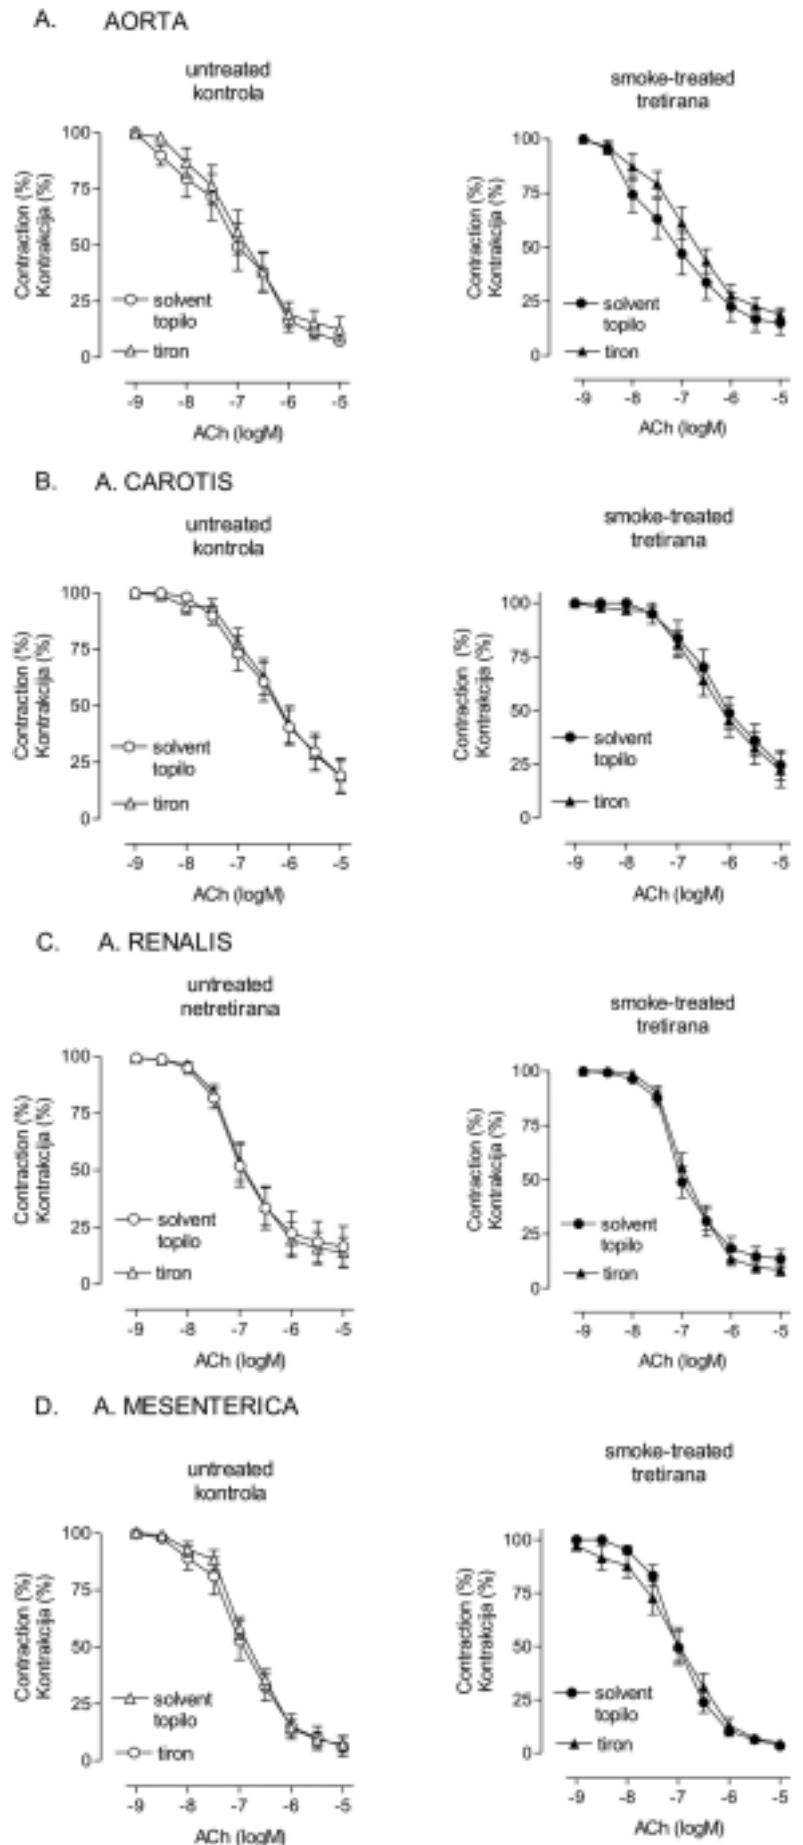 A. AORTA
untreated
kontrola
Contraction (%)
Kontrakcija (%)
100
75
50
25
0
solvent
topilo
tiron
-9 -8 -7 -6 -5
ACh (logM)
smoke-treated
tretirana
Contraction (%)
Kontrakcija (%)
100
75
50
25
0
solvent
topilo
tiron
-9 -8 -7 -6 -5
ACh (logM)
B. A. CAROTIS
untreated
kontrola
Contraction (%)
Kontrakcija (%)
100
75
50
25
0
solvent
topilo
tiron
-9 -8 -7 -6 -5
ACh (logM)
smoke-treated
tretirana
Contraction (%)
Kontrakcija (%)
100
75
50
25
0
solvent
topilo
tiron
-9 -8 -7 -6 -5
ACh (logM)
C. A. RENALIS
untreated
netretirana
Contraction (%)
Kontrakcija (%)
100
75
50
25
0
solvent
topilo
tiron
-9 -8 -7 -6 -5
ACh (logM)
smoke-treated
tretirana
Contraction (%)
Kontrakcija (%)
100
75
50
25
0
solvent
topilo
tiron
-9 -8 -7 -6 -5
ACh (logM)
D. A. MESENTERICA
untreated
kontrola
Contraction (%)
Kontrakcija (%)
100
75
50
25
0
solvent
topilo
tiron
-9 -8 -7 -6 -5
ACh (logM)
smoke-treated
tretirana
Contraction (%)
Kontrakcija (%)
100
75
50
25
0
solvent
topilo
tiron
-9 -8 -7 -6 -5
ACh (logM)